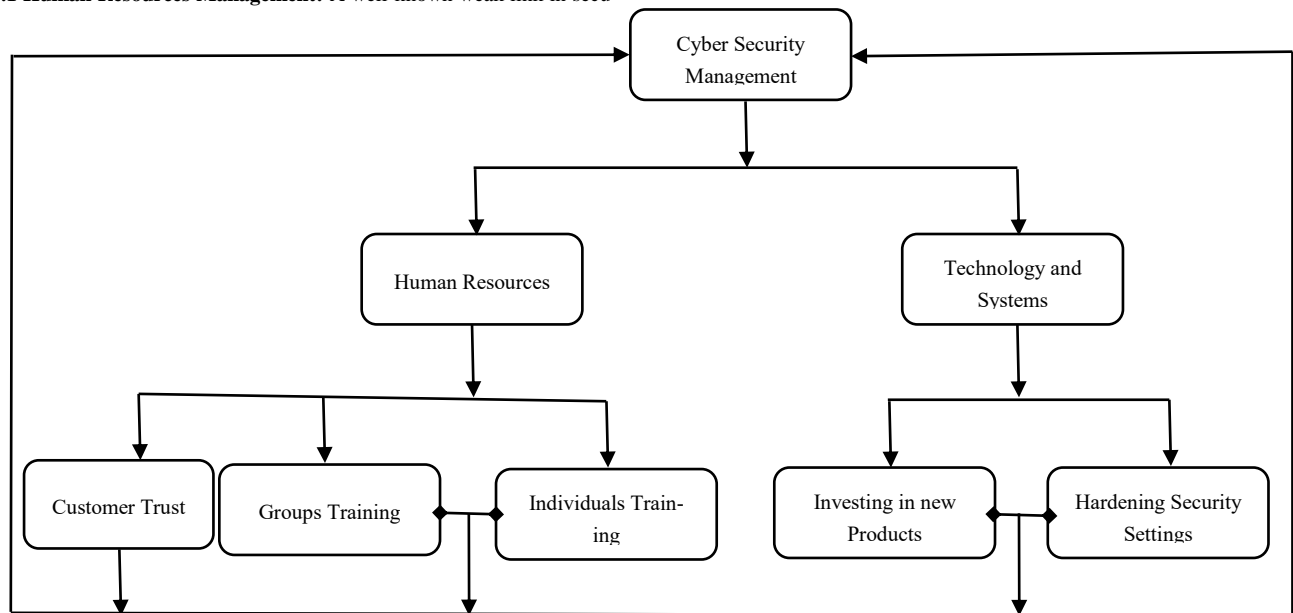 Cyber Security
Management
Human Resources
Technology and
Systems
Customer Trust
Groups Training
Individuals Train-
ing
Investing in new
Products
Hardening Security
Settings